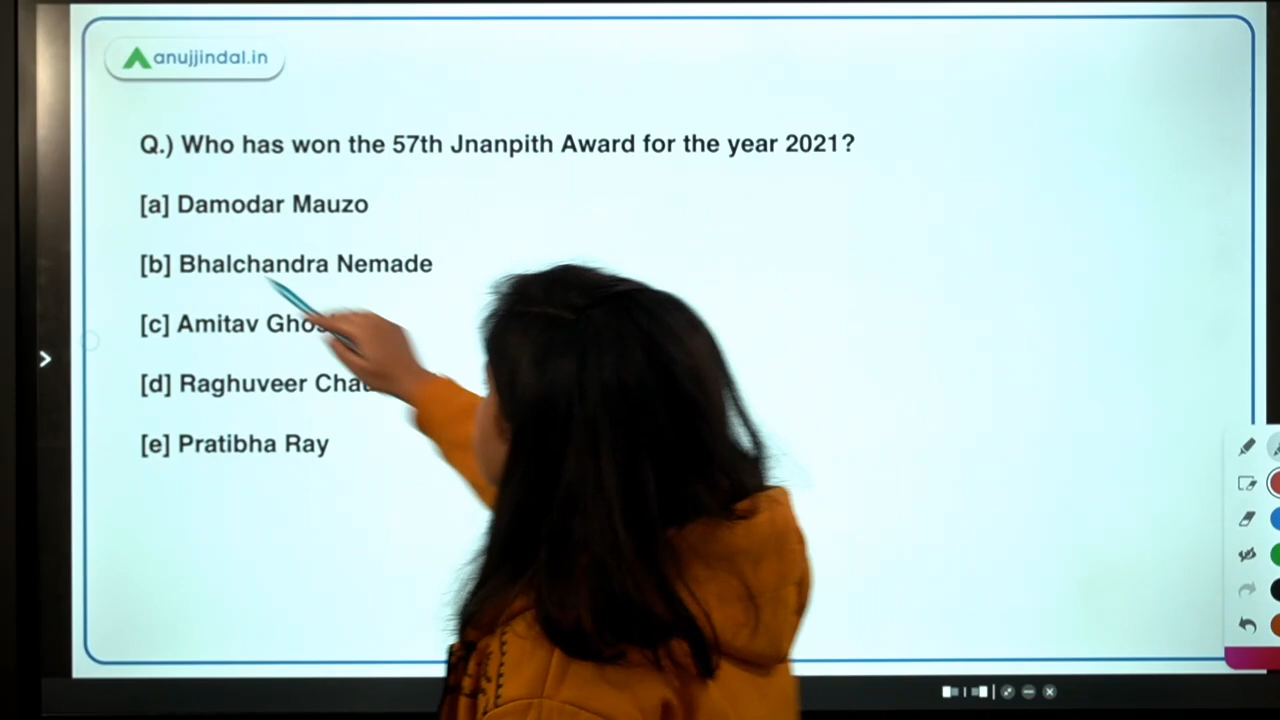 anujjindal.in
Q.) Who has won the 57th Jnanpith Award for the year 2021?
[a] Damodar Mauzo
[b] Bhalchandra Nemade
[c] Amitav
[d] Raghuveer
[e] Pratibha Ray